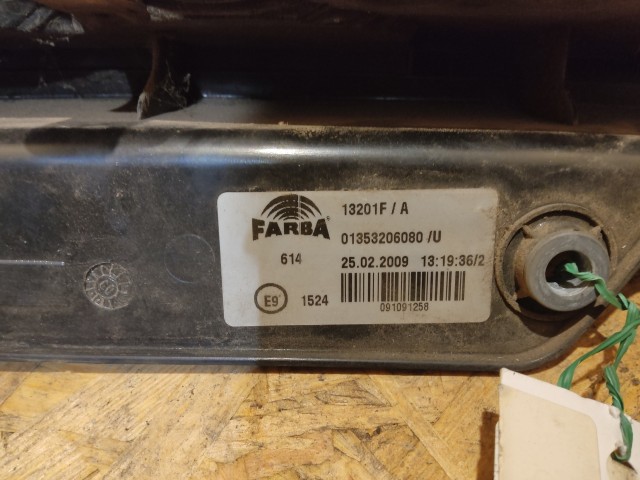 FARBA
13201F / A
01353206080 /U
614
25.02.2009 13:19:36/2
E9
1524
091091258